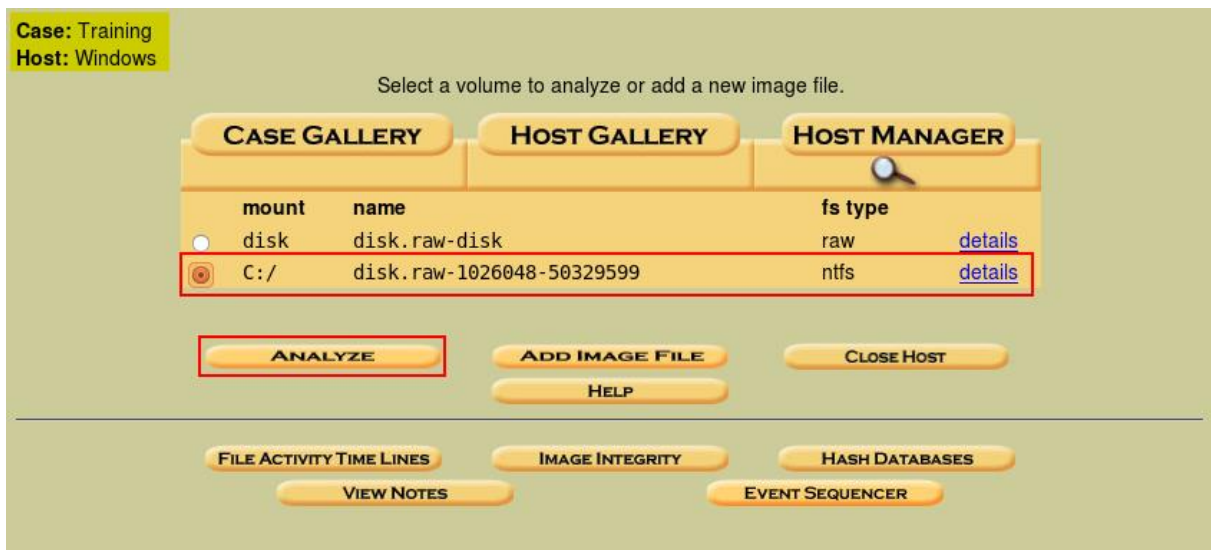 Case: Training
Host: Windows
Select a volume to analyze or add a new image file.
CASE GALLERY HOST GALLERY HOST MANAGER
mount name fs type
disk disk.raw-disk raw details
C:/ disk.raw-1026048-50329599 ntfs details
ANALYZE ADD IMAGE FILE CLOSE HOST
HELP
FILE ACTIVITY TIME LINES IMAGE INTEGRITY HASH DATABASES
VIEW NOTES EVENT SEQUENCER